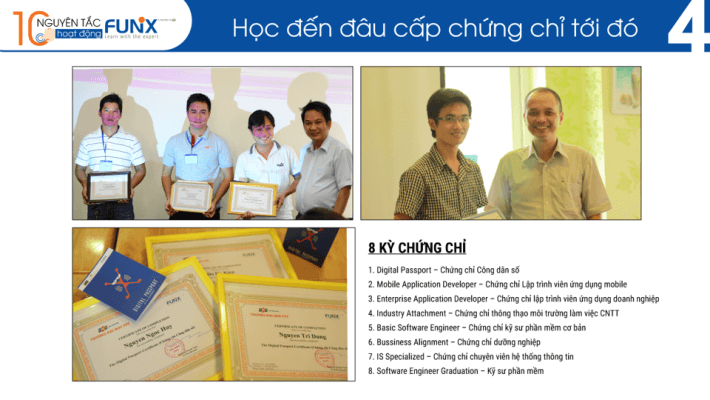 10 NGUYÊN TẮC
hoạt động
FUNiX
Learn with the expert
Học đến đâu cấp chứng chỉ tới đó
4
DIGITAL PASSPORT
FUNiX
CERTIFICATE OF COMPLETION
Nguyen Ngoc Huy
CERTIFICATE OF COMPLETION
Nguyen Tri Dung
8 KỲ CHỨNG CHỈ
1. Digital Passport – Chứng chỉ Công dân số
2. Mobile Application Developer – Chứng chỉ Lập trình viên ứng dụng mobile
3. Enterprise Application Developer – Chứng chỉ lập trình viên ứng dụng doanh nghiệp
4. Industry Attachment – Chứng chỉ thông thạo môi trường làm việc CNTT
5. Basic Software Engineer – Chứng chỉ kỹ sư phần mềm cơ bản
6. Bussiness Alignment – Chứng chỉ dưỡng nghiệp
7. IS Specialized – Chứng chỉ chuyên viên hệ thống thông tin
8. Software Engineer Graduation – Kỹ sư phần mềm